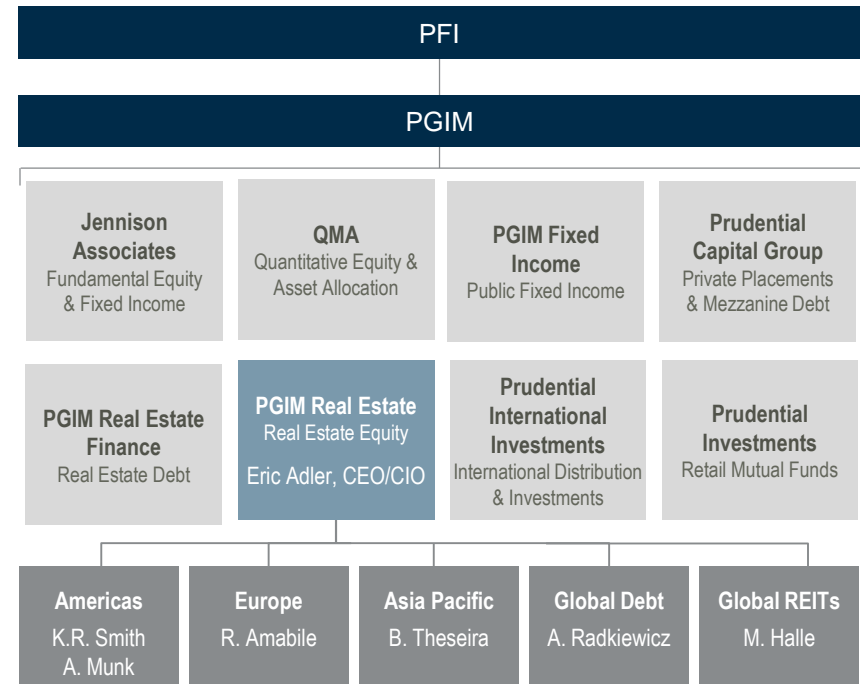 PFI
PGIM
Jennison
Associates
Fundamental Equity
& Fixed Income
QMA
Quantitative Equity &
Asset Allocation
PGIM Fixed
Income
Public Fixed Income
Prudential
Capital Group
Private Placements
& Mezzanine Debt
PGIM Real Estate
Finance
Real Estate Debt
PGIM Real Estate
Real Estate Equity
Eric Adler, CEO/CIO
Prudential
International
Investments
International Distribution
& Investments
Prudential
Investments
Retail Mutual Funds
Americas
K.R. Smith
A. Munk
Europe
R. Amabile
Asia Pacific
B. Theseira
Global Debt
A. Radkiewicz
Global REITs
M. Halle